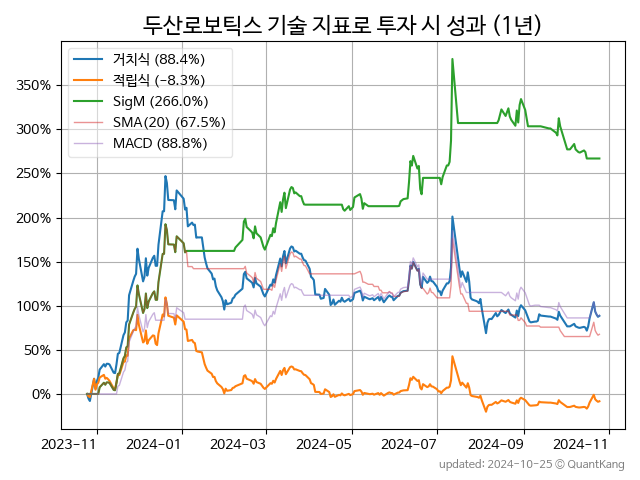 두산로보틱스 기술 지표로 투자 시 성과 (1년)
거치식 (88.4%)
적립식 (-8.3%)
SigM (266.0%)
SMA(20) (67.5%)
MACD (88.8%)
350%
300%
250%
200%
150%
100%
50%
0%
2023-11 2024-01 2024-03 2024-05 2024-07 2024-09 2024-11
updated: 2024-10-25 © QuantKang